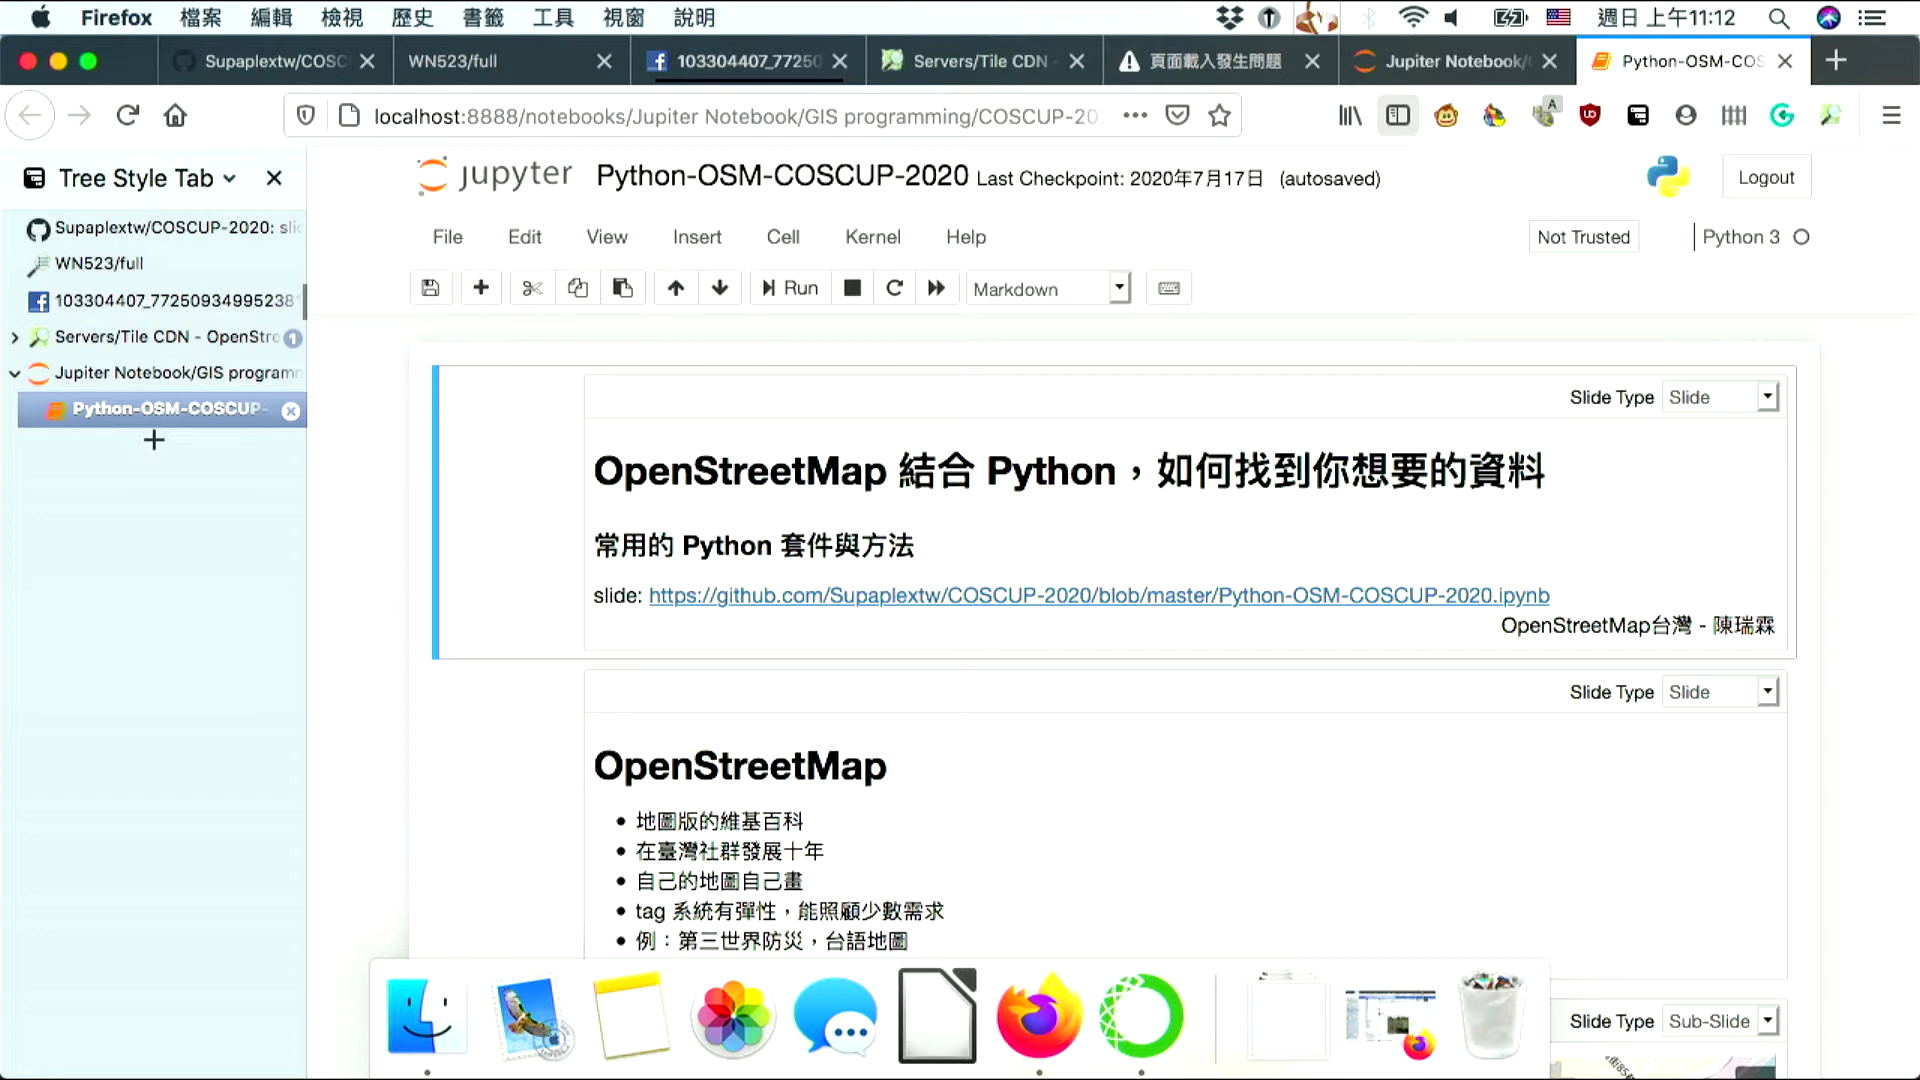 Firefox 檔案 編輯 檢視 歷史 書籤 工具 視窗 說明 週日 上午11:12
Supaplextw/COSC WN523/full 103304407_77250 Servers/Tile CDN - 頁面載入發生問題 Jupiter Notebook/ Python-OSM-COS
localhost:8888/notebooks/Jupiter Notebook/GIS programming/COSCUP-20
Tree Style Tab
Supaplextw/COSCUP-2020: sli
WN523/full
103304407_772509349952381
Servers/Tile CDN - OpenStre 1
Jupiter Notebook/GIS programm
Python-OSM-COSCUP-
jupyter Python-OSM-COSCUP-2020 Last Checkpoint: 2020年7月17日 (autosaved) Logout
File Edit View Insert Cell Kernel Help Not Trusted Python 3
Run Markdown
Slide Type Slide
OpenStreetMap 結合 Python，如何找到你想要的資料
常用的 Python 套件與方法
slide: https://github.com/Supaplextw/COSCUP-2020/blob/master/Python-OSM-COSCUP-2020.ipynb
OpenStreetMap台灣 - 陳瑞霖
Slide Type Slide
OpenStreetMap
地圖版的維基百科
在臺灣社群發展十年
自己的地圖自己畫
tag 系統有彈性，能照顧少數需求
例：第三世界防災，台語地圖
Slide Type Sub-Slide